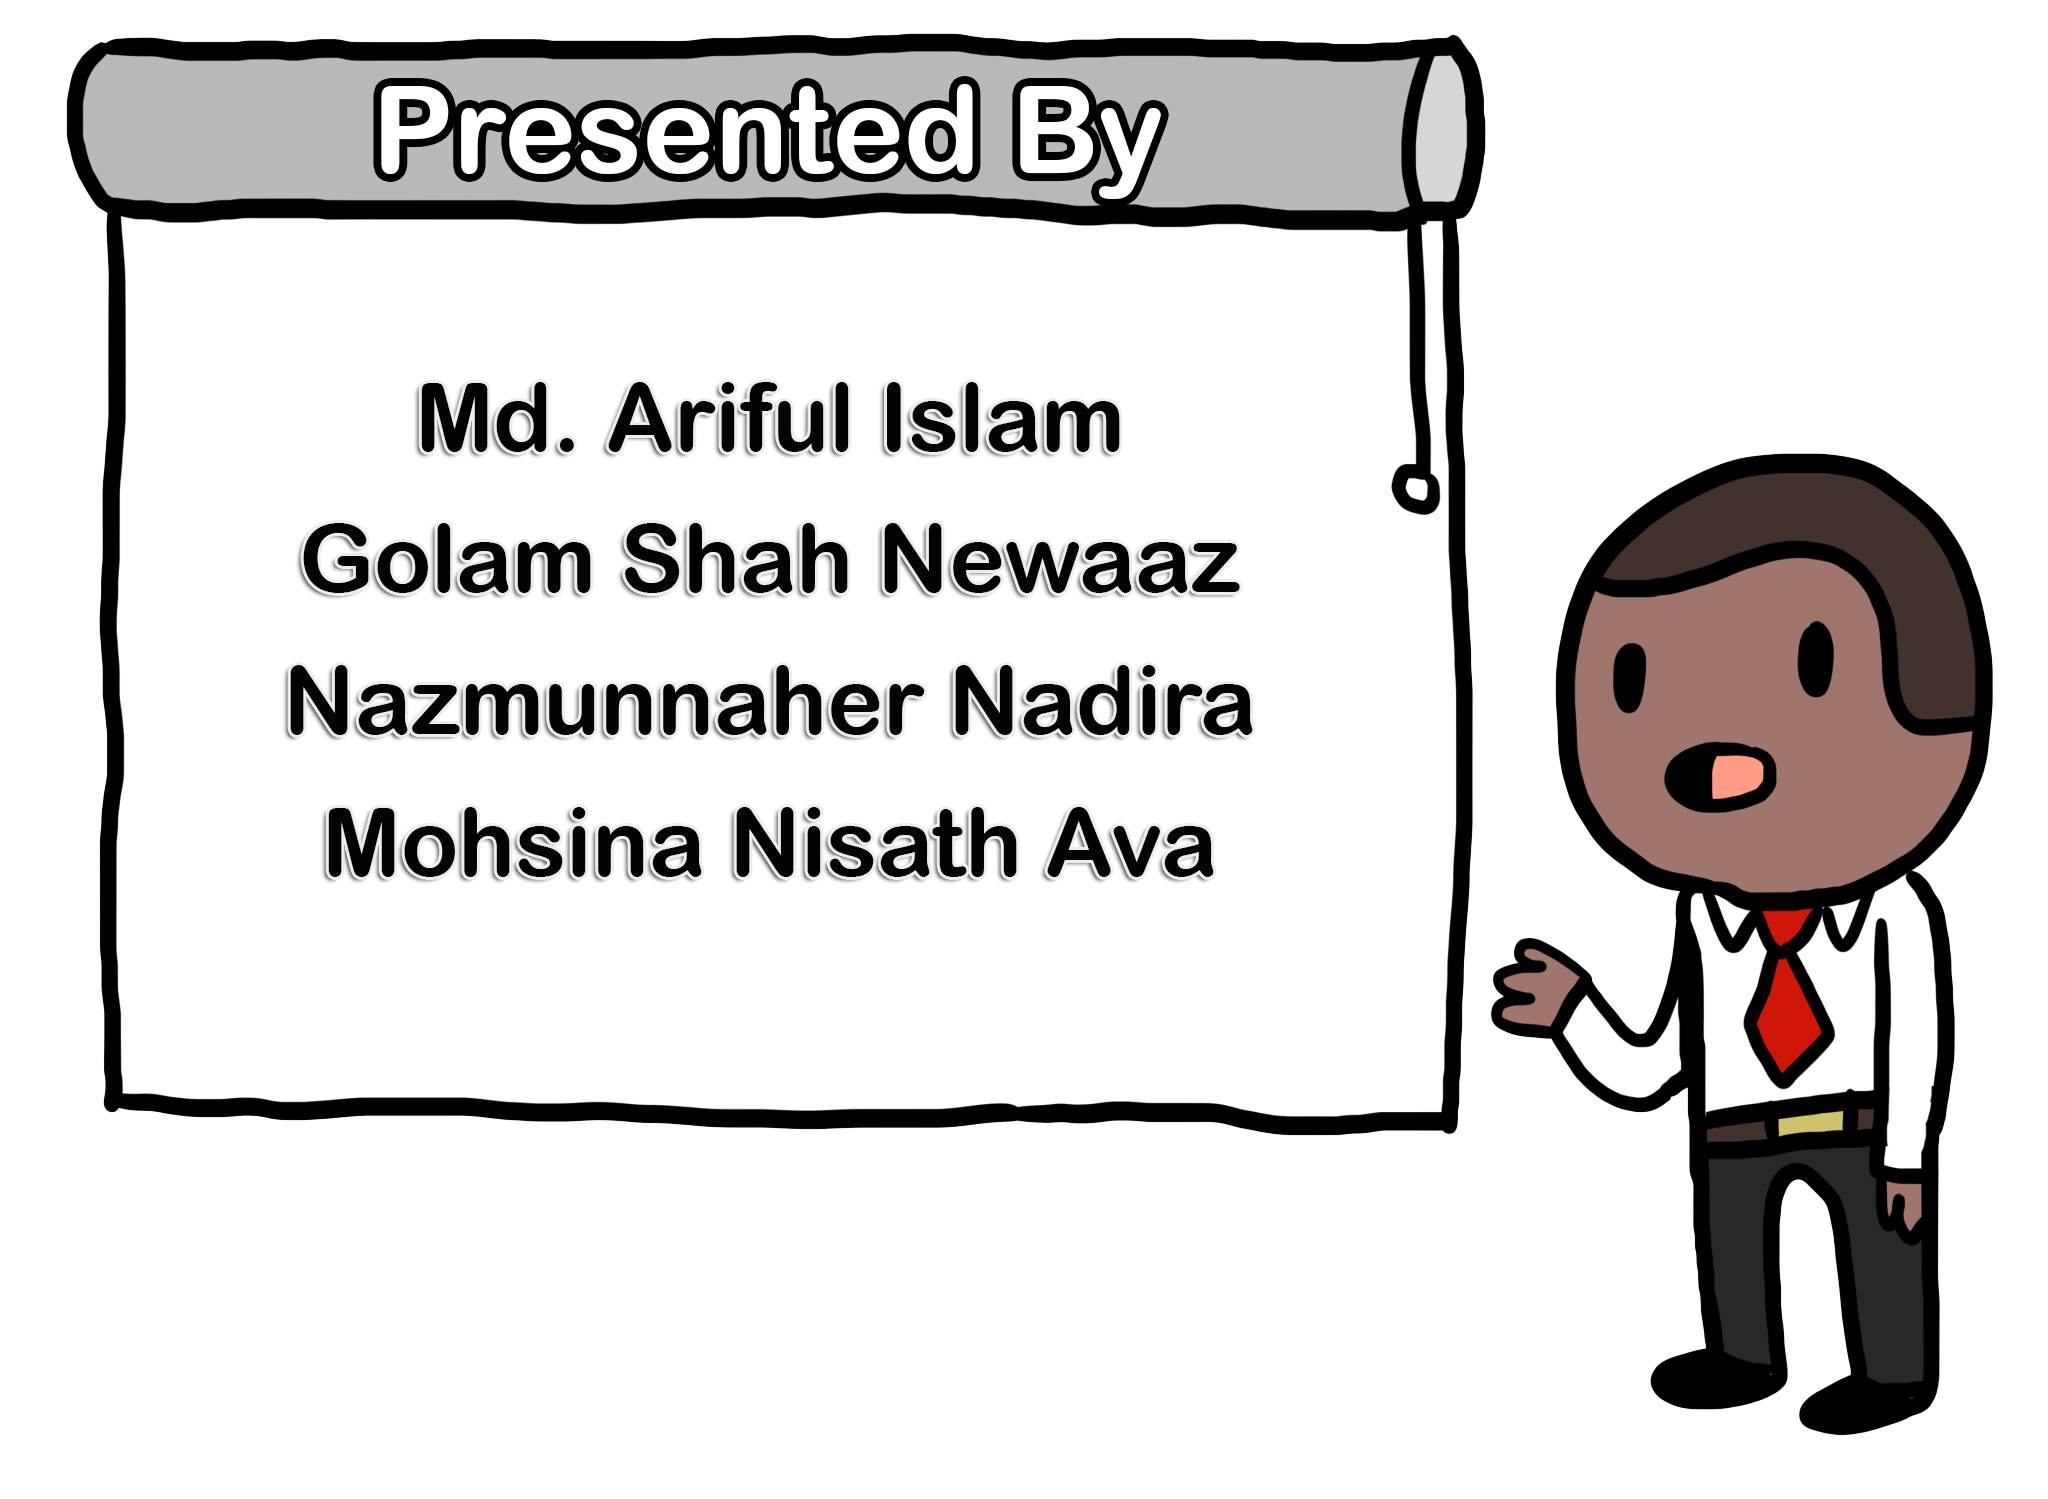 Presented By
Md. Ariful Islam
Golam Shah Newaaz
Nazmunnaher Nadira
Mohsina Nisath Ava